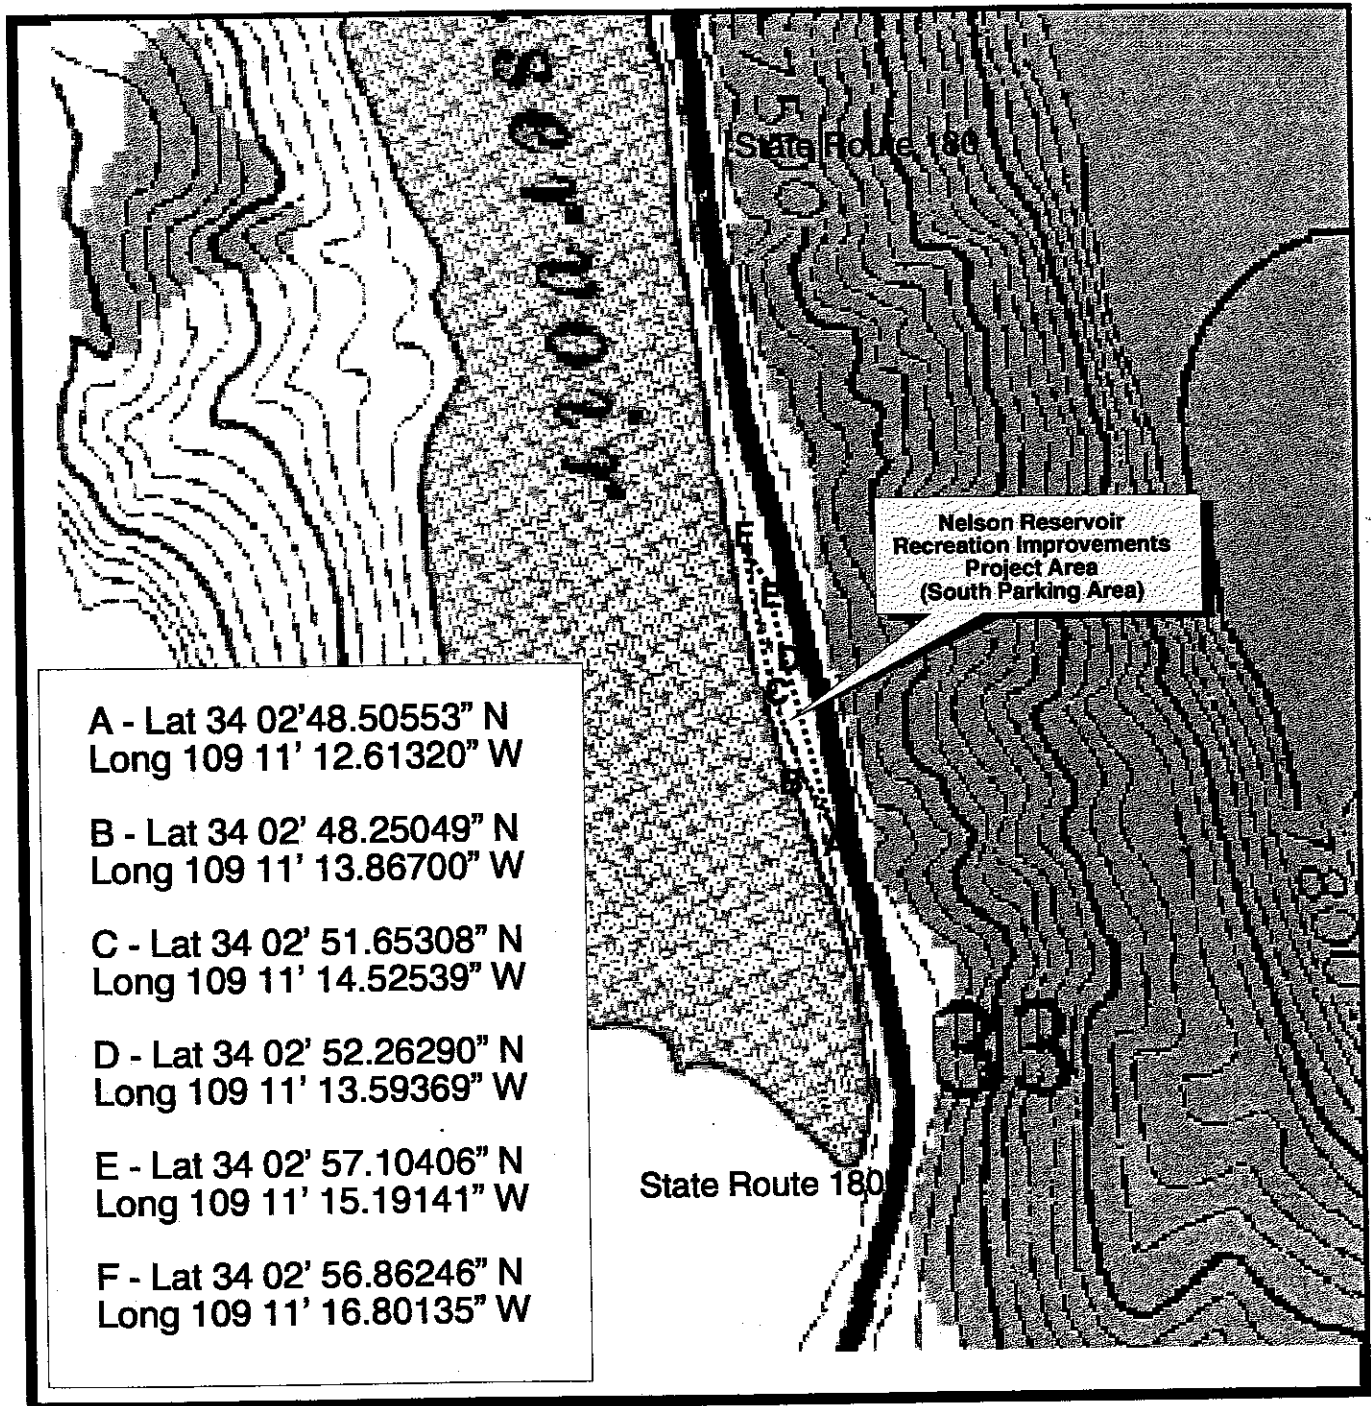 State Route 180
Nelson Reservoir
Recreation Improvements
Project Area
(South Parking Area)
F
E
D
C
B
A
33
State Route 180
A - Lat 34 02'48.50553" N
Long 109 11' 12.61320" W
B - Lat 34 02' 48.25049" N
Long 109 11' 13.86700" W
C - Lat 34 02' 51.65308" N
Long 109 11' 14.52539" W
D - Lat 34 02' 52.26290" N
Long 109 11' 13.59369" W
E - Lat 34 02' 57.10406" N
Long 109 11' 15.19141" W
F - Lat 34 02' 56.86246" N
Long 109 11' 16.80135" W